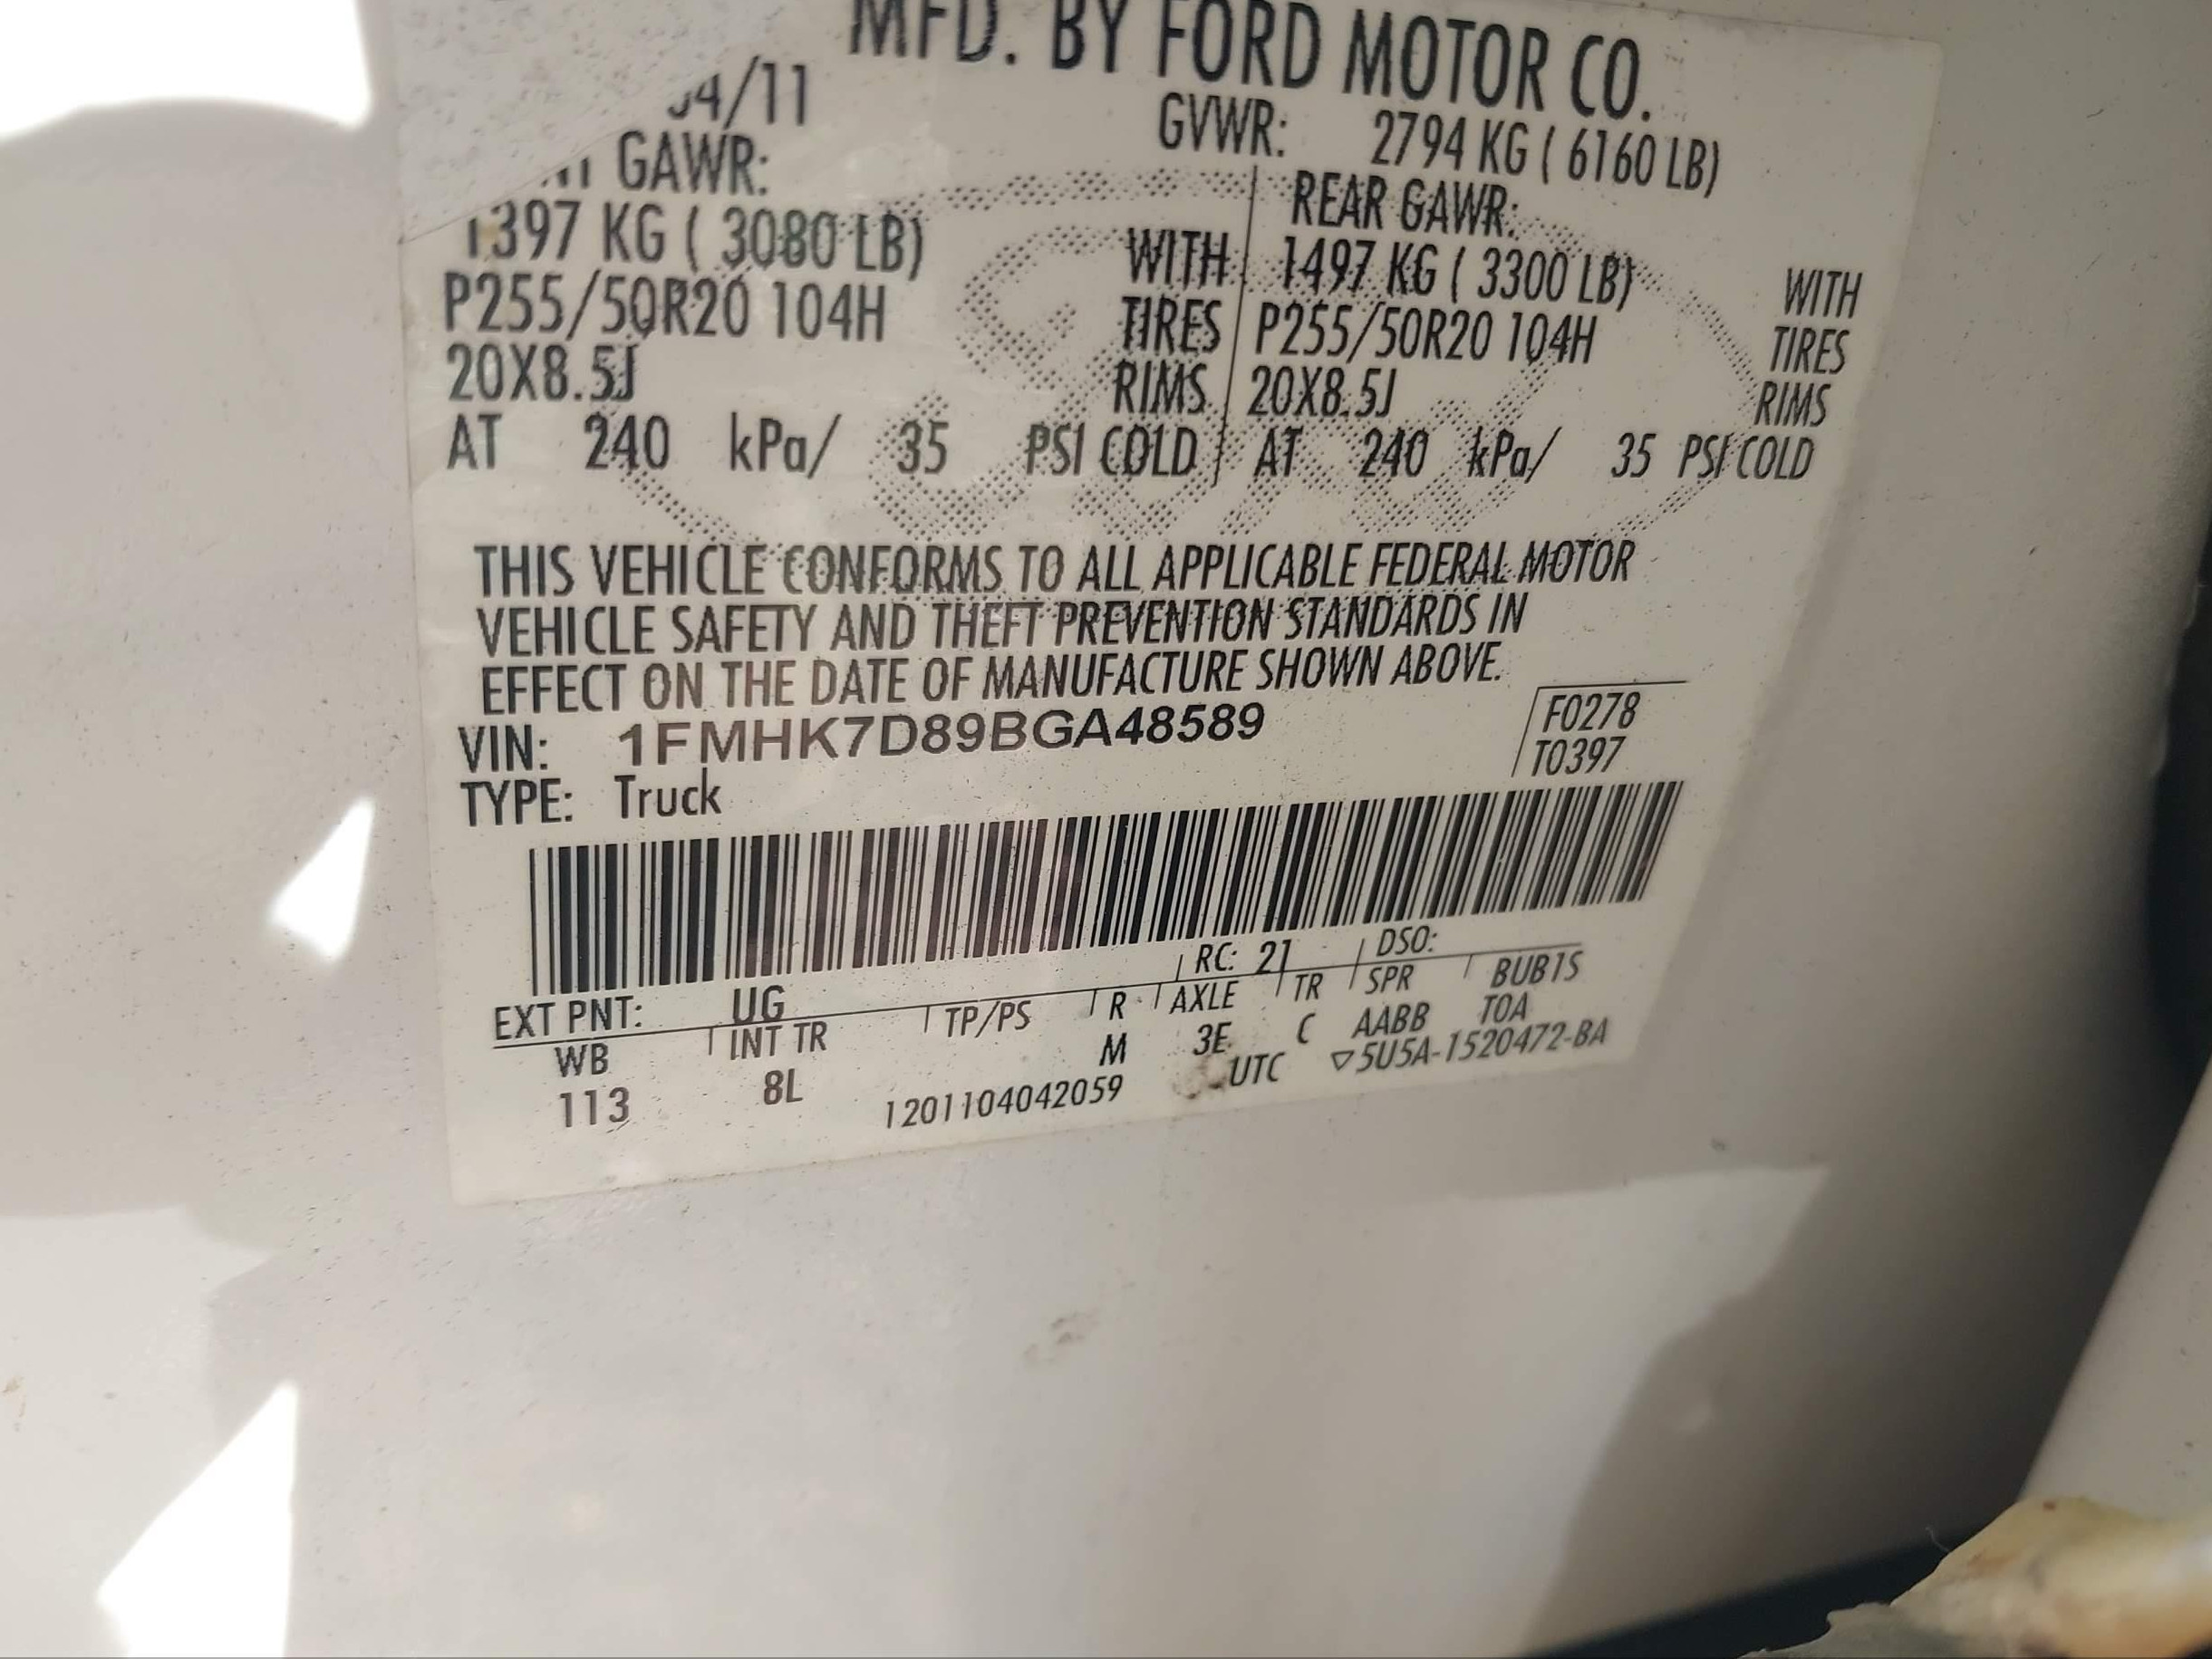 MFD. BY FORD MOTOR CO.
04/11 GVWR: 2794 KG ( 6160 LB)
GAWR: REAR GAWR:
1397 KG ( 3080 LB) WITH 1497 KG ( 3300 LB) WITH
P255/50R20 104H TIRES P255/50R20 104H TIRES
20X8.5J RIMS 20X8.5J RIMS
AT 240 kPa/ 35 PSI COLD AT 240 kPa/ 35 PSI COLD
THIS VEHICLE CONFORMS TO ALL APPLICABLE FEDERAL MOTOR
VEHICLE SAFETY AND THEFT PREVENTION STANDARDS IN
EFFECT ON THE DATE OF MANUFACTURE SHOWN ABOVE.
VIN: 1FMHK7D89BGA48589 F0278
TYPE: Truck T0397
EXT PNT: UG RC: 21 DSO:
WB INT TR TP/PS R AXLE TR SPR BUB1S
113 8L M 3E C AABB TOA
1201104042059 UTC ▽5U5A-1520472-BA